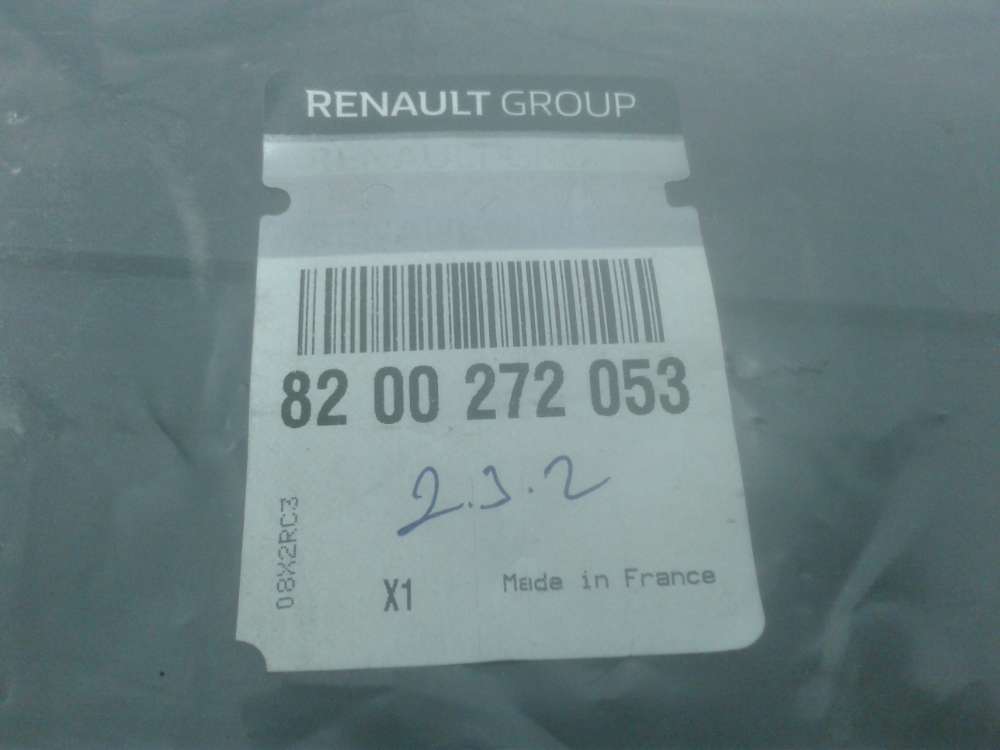 RENAULT GROUP
82 00 272 053
2.3.2
08X2RC3
X1
Made in France